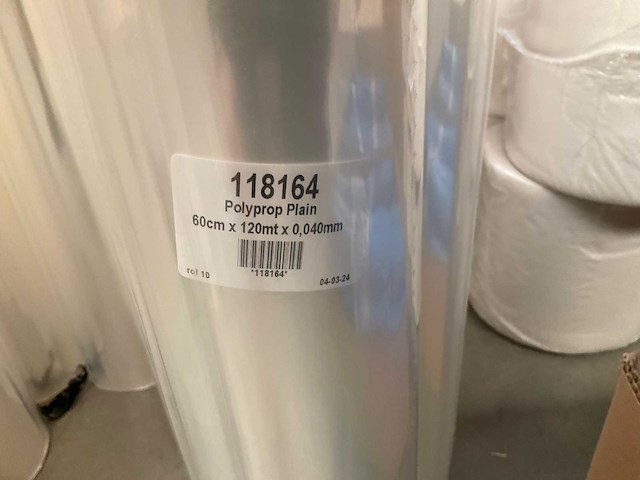 118164
Polyprop Plain
60cm x 120mt x 0,040mm
*118164*
rol 10 04-03-24